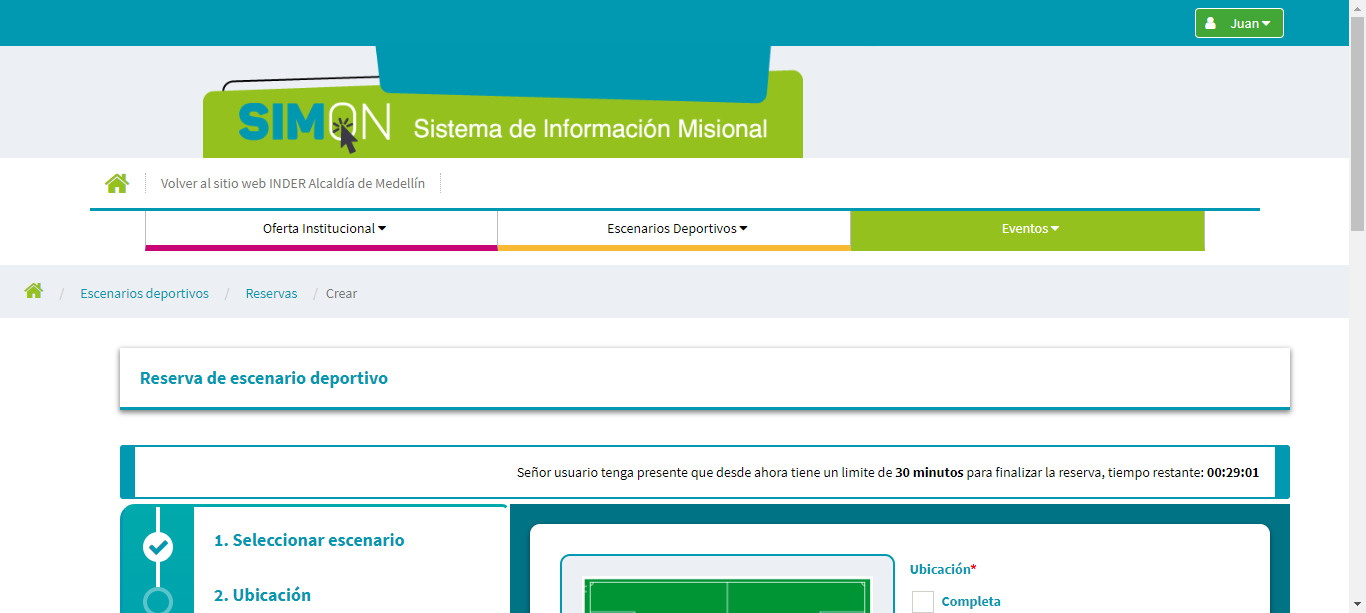 Juan
SIMON Sistema de Información Misional
Volver al sitio web INDER Alcaldía de Medellín
Oferta Institucional Escenarios Deportivos Eventos
/ Escenarios deportivos / Reservas / Crear
Reserva de escenario deportivo
Señor usuario tenga presente que desde ahora tiene un limite de 30 minutos para finalizar la reserva, tiempo restante: 00:29:01
1. Seleccionar escenario
Ubicación*
2. Ubicación
Completa